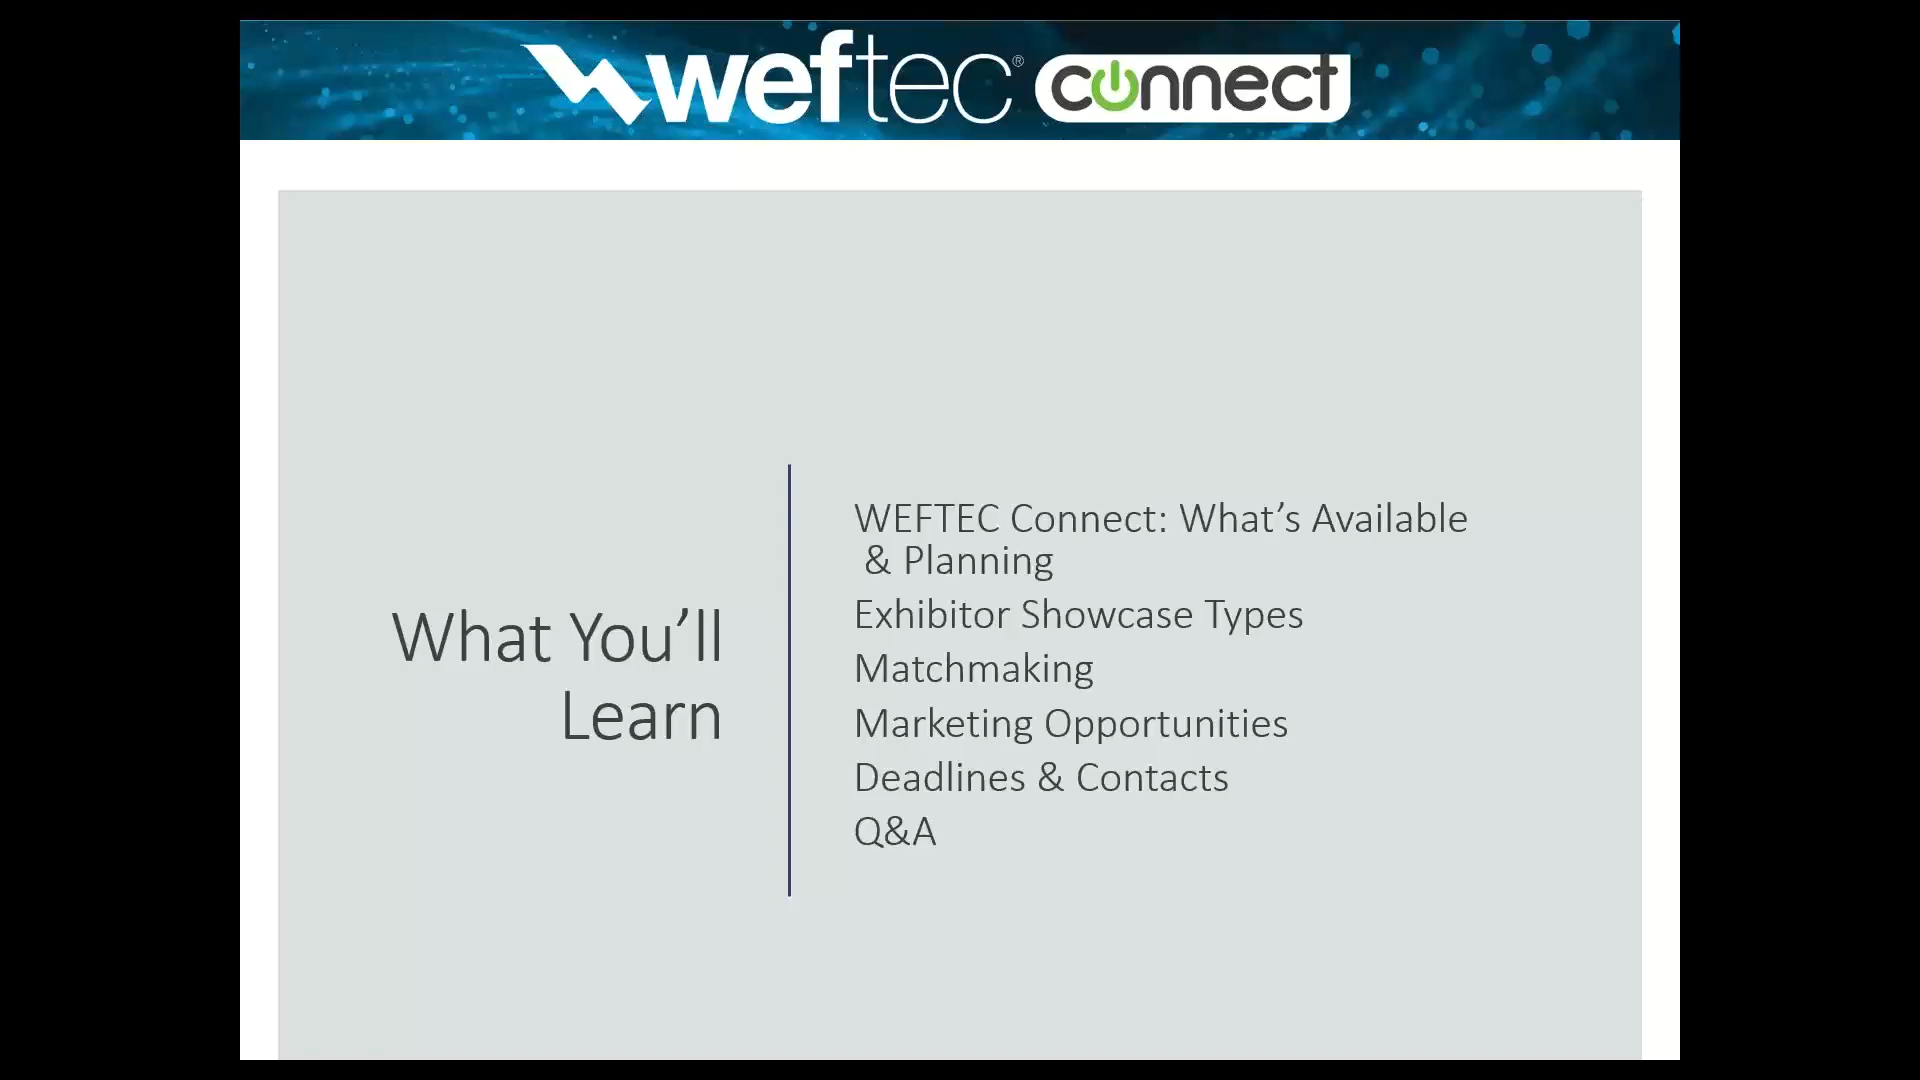 weftec® connect
What You’ll
Learn
WEFTEC Connect: What’s Available
& Planning
Exhibitor Showcase Types
Matchmaking
Marketing Opportunities
Deadlines & Contacts
Q&A